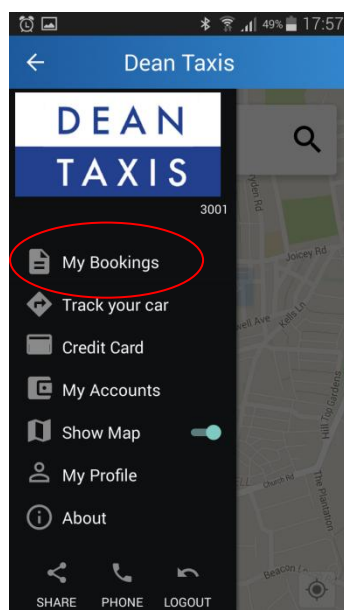 49% 17:57
Dean Taxis
DEAN
TAXIS
3001
My Bookings
Track your car
Credit Card
My Accounts
Show Map
My Profile
About
SHARE PHONE LOGOUT
Joicey Rd
Kells Ln
Hill Top Gardens
Church Rd
The Plantation